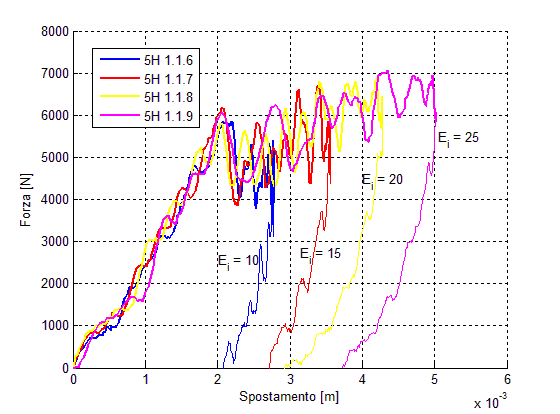 8000
7000
6000
5000
4000
3000
2000
1000
0
Forza [N]
5H 1.1.6
5H 1.1.7
5H 1.1.8
5H 1.1.9
Ei = 25
Ei = 20
Ei = 15
Ei = 10
0 1 2 3 4 5 6
Spostamento [m]
x 10-3